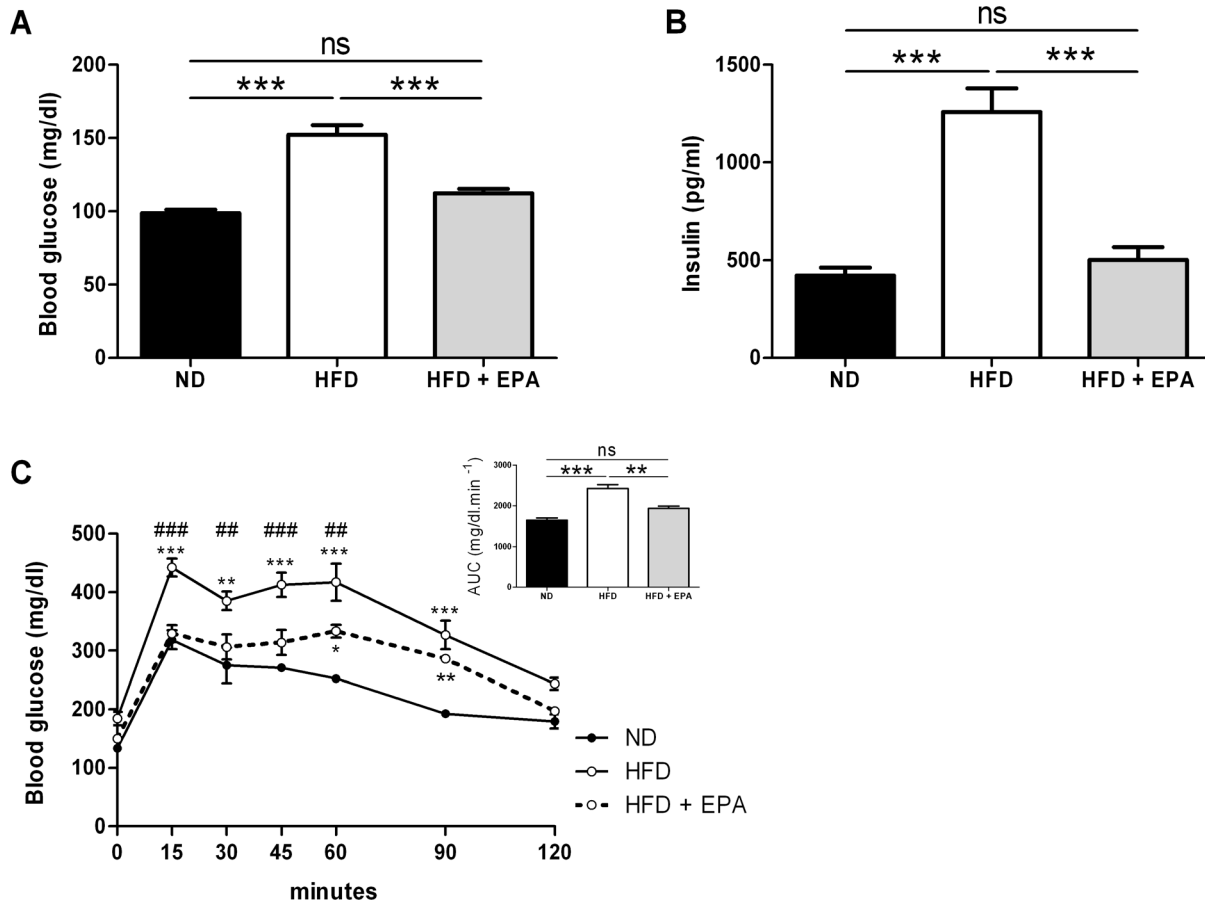 A
ns
***
***
Blood glucose (mg/dl)
200
150
100
50
0
ND
HFD
HFD + EPA
B
ns
***
***
Insulin (pg/ml)
1500
1000
500
0
ND
HFD
HFD + EPA
C
ns
***
**
AUC (mg/dl.min -1)
3000
2000
1000
0
ND
HFD
HFD + EPA
###
##
###
##
***
**
***
***
***
*
**
Blood glucose (mg/dl)
500
400
300
200
100
0
0
15
30
45
60
90
120
minutes
ND
HFD
HFD + EPA